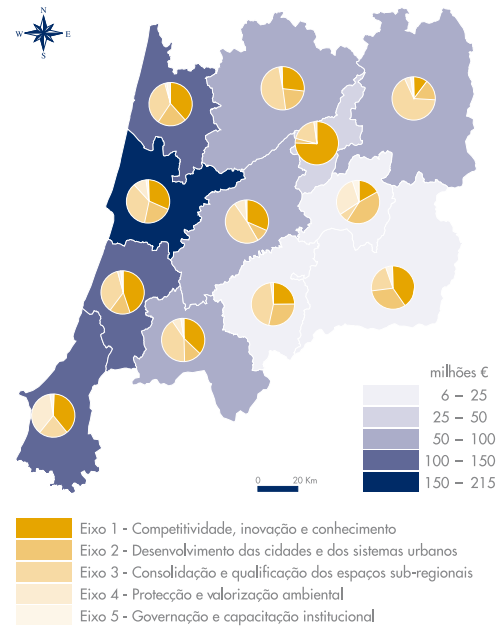 N
W E
S
milhões €
6 – 25
25 – 50
50 – 100
100 – 150
150 – 215
0 20 Km
Eixo 1 - Competitividade, inovação e conhecimento
Eixo 2 - Desenvolvimento das cidades e dos sistemas urbanos
Eixo 3 - Consolidação e qualificação dos espaços sub-regionais
Eixo 4 - Protecção e valorização ambiental
Eixo 5 - Governação e capacitação institucional